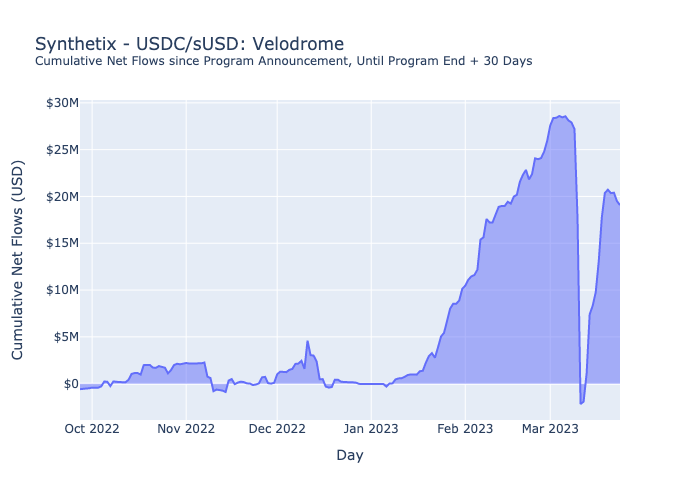 Synthetix - USDC/sUSD: Velodrome
Cumulative Net Flows since Program Announcement, Until Program End + 30 Days
Cumulative Net Flows (USD)
$30M
$25M
$20M
$15M
$10M
$5M
$0
Oct 2022 Nov 2022 Dec 2022 Jan 2023 Feb 2023 Mar 2023
Day